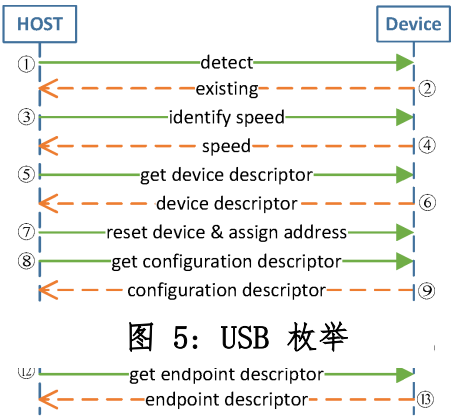 HOST Device
① detect
existing ②
③ identify speed
speed ④
⑤ get device descriptor
device descriptor ⑥
⑦ reset device & assign address
⑧ get configuration descriptor
configuration descriptor ⑨
图 5: USB 枚举
⑫ get endpoint descriptor
endpoint descriptor ⑬